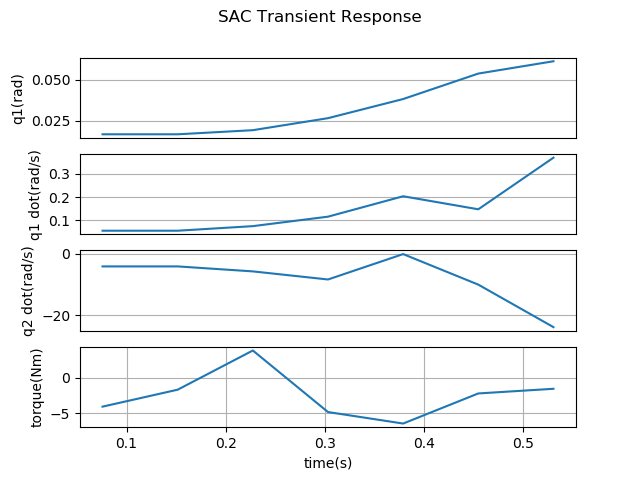 SAC Transient Response
q1(rad)
0.050
0.025
q1 dot(rad/s)
0.3
0.2
0.1
q2 dot(rad/s)
0
−20
torque(Nm)
0
−5
0.1 0.2 0.3 0.4 0.5
time(s)